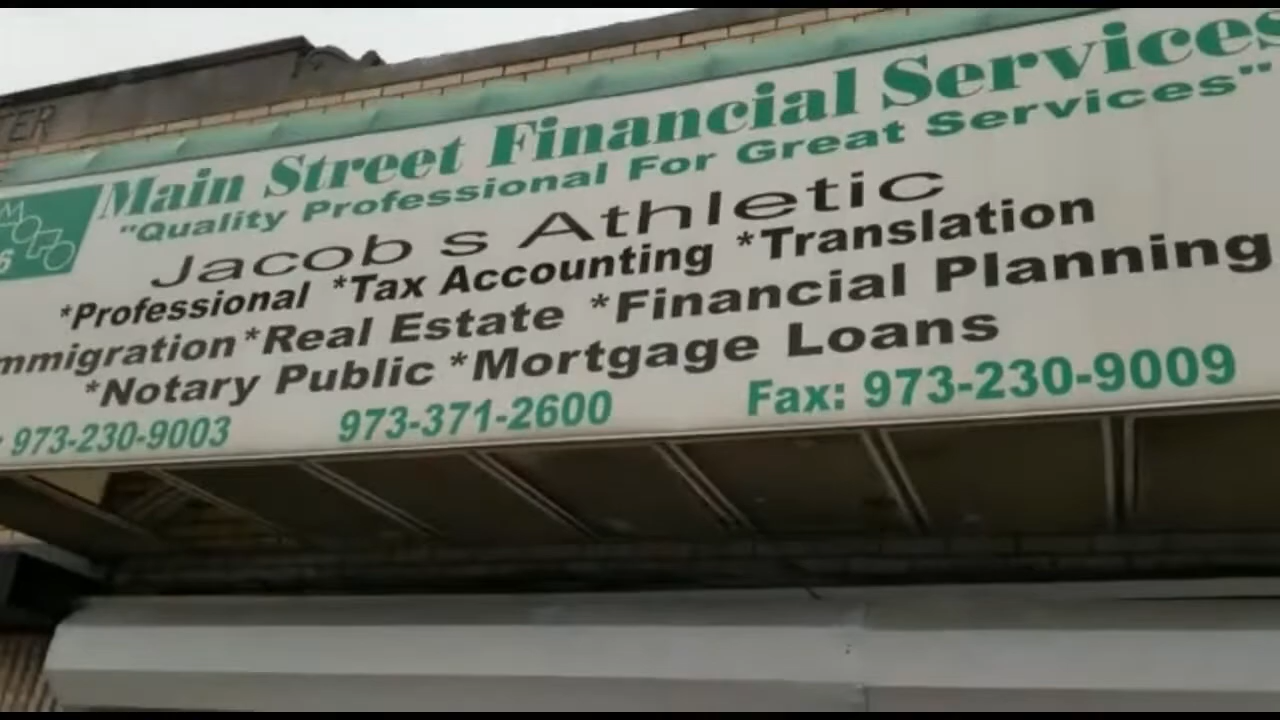 TER
Main Street Financial Services
"Quality Professional For Great Services"
Jacob s Athletic
*Professional *Tax Accounting *Translation
mmigration *Real Estate *Financial Planning
*Notary Public *Mortgage Loans
973-230-9003 973-371-2600 Fax: 973-230-9009